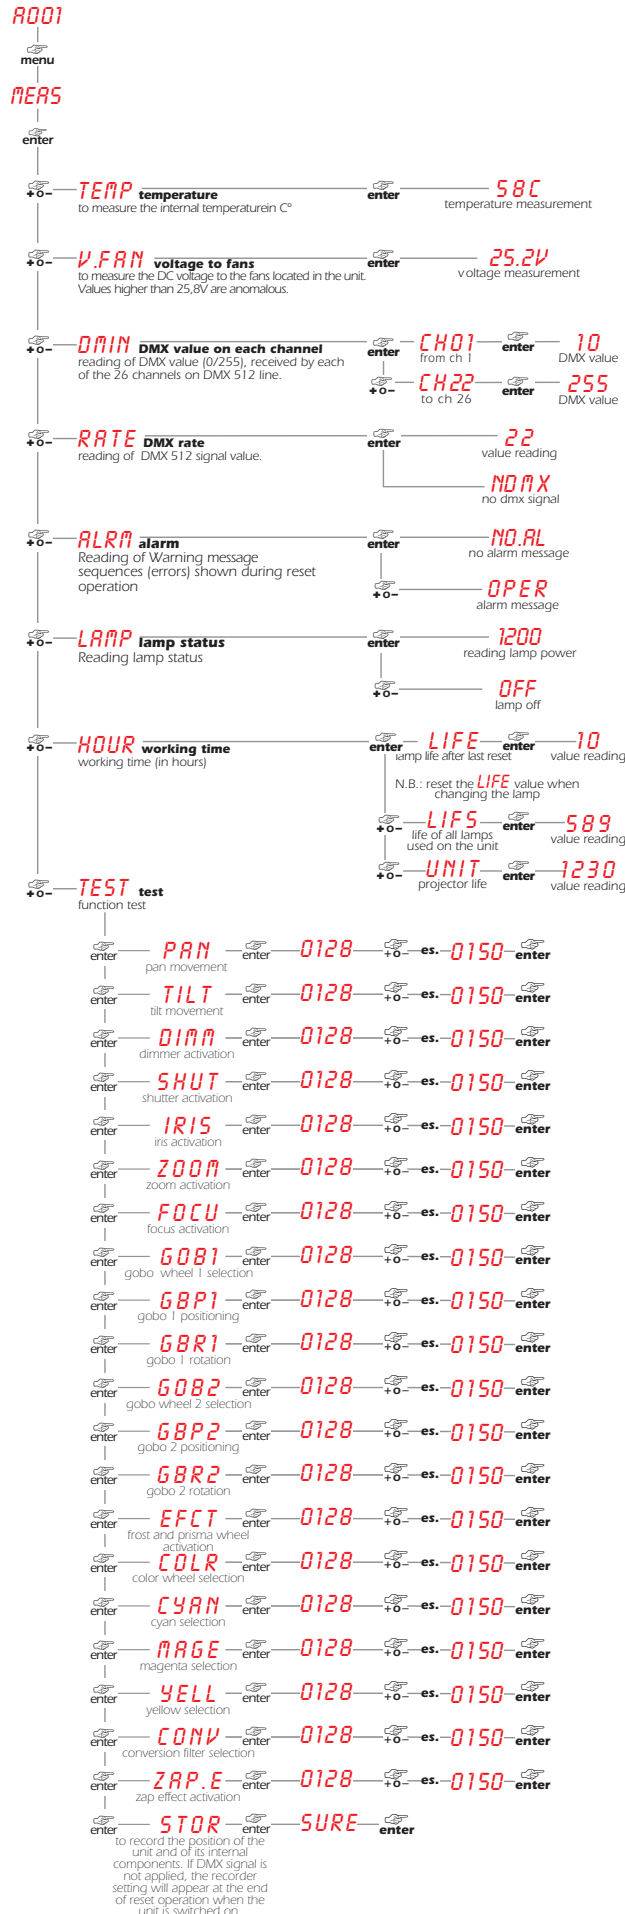 A001
menu
MEAS
enter
+ o – TEMP temperature enter 58C
to measure the internal temperaturein C° temperature measurement
+ o – V.FAN voltage to fans enter 25.2V
to measure the DC voltage to the fans located in the unit. voltage measurement
Values higher than 25,8V are anomalous.
+ o – DMIN DMX value on each channel enter CH01 enter 10
reading of DMX value (0/255), received by each from ch 1 DMX value
of the 26 channels on DMX 512 line.
+ o – CH22 enter 255
to ch 26 DMX value
+ o – RATE DMX rate enter 22
reading of DMX 512 signal value. value reading
NDMX
no dmx signal
+ o – ALRM alarm enter NO.AL
Reading of Warning message no alarm message
sequences (errors) shown during reset
operation
+ o – OPER
alarm message
+ o – LAMP lamp status enter 1200
Reading lamp status reading lamp power
+ o – OFF
lamp off
+ o – HOUR working time enter LIFE enter 10
working time (in hours) lamp life after last reset value reading
N.B.: reset the LIFE value when
changing the lamp
+ o – LIFS enter 589
life of all lamps value reading
used on the unit
+ o – UNIT enter 1230
projector life value reading
+ o – TEST test
function test
enter PAN enter 0128 + o – es. 0150 enter
pan movement
enter TILT enter 0128 + o – es. 0150 enter
tilt movement
enter DIMM enter 0128 + o – es. 0150 enter
dimmer activation
enter SHUT enter 0128 + o – es. 0150 enter
shutter activation
enter IRIS enter 0128 + o – es. 0150 enter
iris activation
enter ZOOM enter 0128 + o – es. 0150 enter
zoom activation
enter FOCU enter 0128 + o – es. 0150 enter
focus activation
enter GOB1 enter 0128 + o – es. 0150 enter
gobo wheel 1 selection
enter GBP1 enter 0128 + o – es. 0150 enter
gobo 1 positioning
enter GBR1 enter 0128 + o – es. 0150 enter
gobo 1 rotation
enter GOB2 enter 0128 + o – es. 0150 enter
gobo wheel 2 selection
enter GBP2 enter 0128 + o – es. 0150 enter
gobo 2 positioning
enter GBR2 enter 0128 + o – es. 0150 enter
gobo 2 rotation
enter EFCT enter 0128 + o – es. 0150 enter
frost and prisma wheel
activation
enter COLR enter 0128 + o – es. 0150 enter
color wheel selection
enter CYAN enter 0128 + o – es. 0150 enter
cyan selection
enter MAGE enter 0128 + o – es. 0150 enter
magenta selection
enter YELL enter 0128 + o – es. 0150 enter
yellow selection
enter CONV enter 0128 + o – es. 0150 enter
conversion filter selection
enter ZAP.E enter 0128 + o – es. 0150 enter
zap effect activation
enter STOR enter SURE enter
to record the position of the
unit and of its internal
components. If DMX signal is
not applied, the recorder
setting will appear at the end
of reset operation when the
unit is switched on